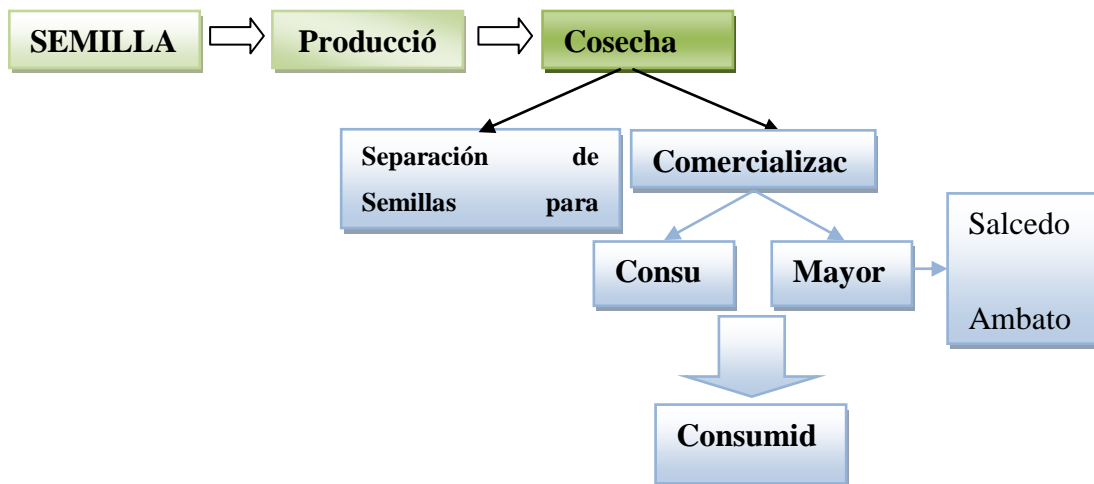 SEMILLA
Producció
Cosecha
Separación de
Semillas para
Comercializac
Consu
Mayor
Salcedo
Ambato
Consumid